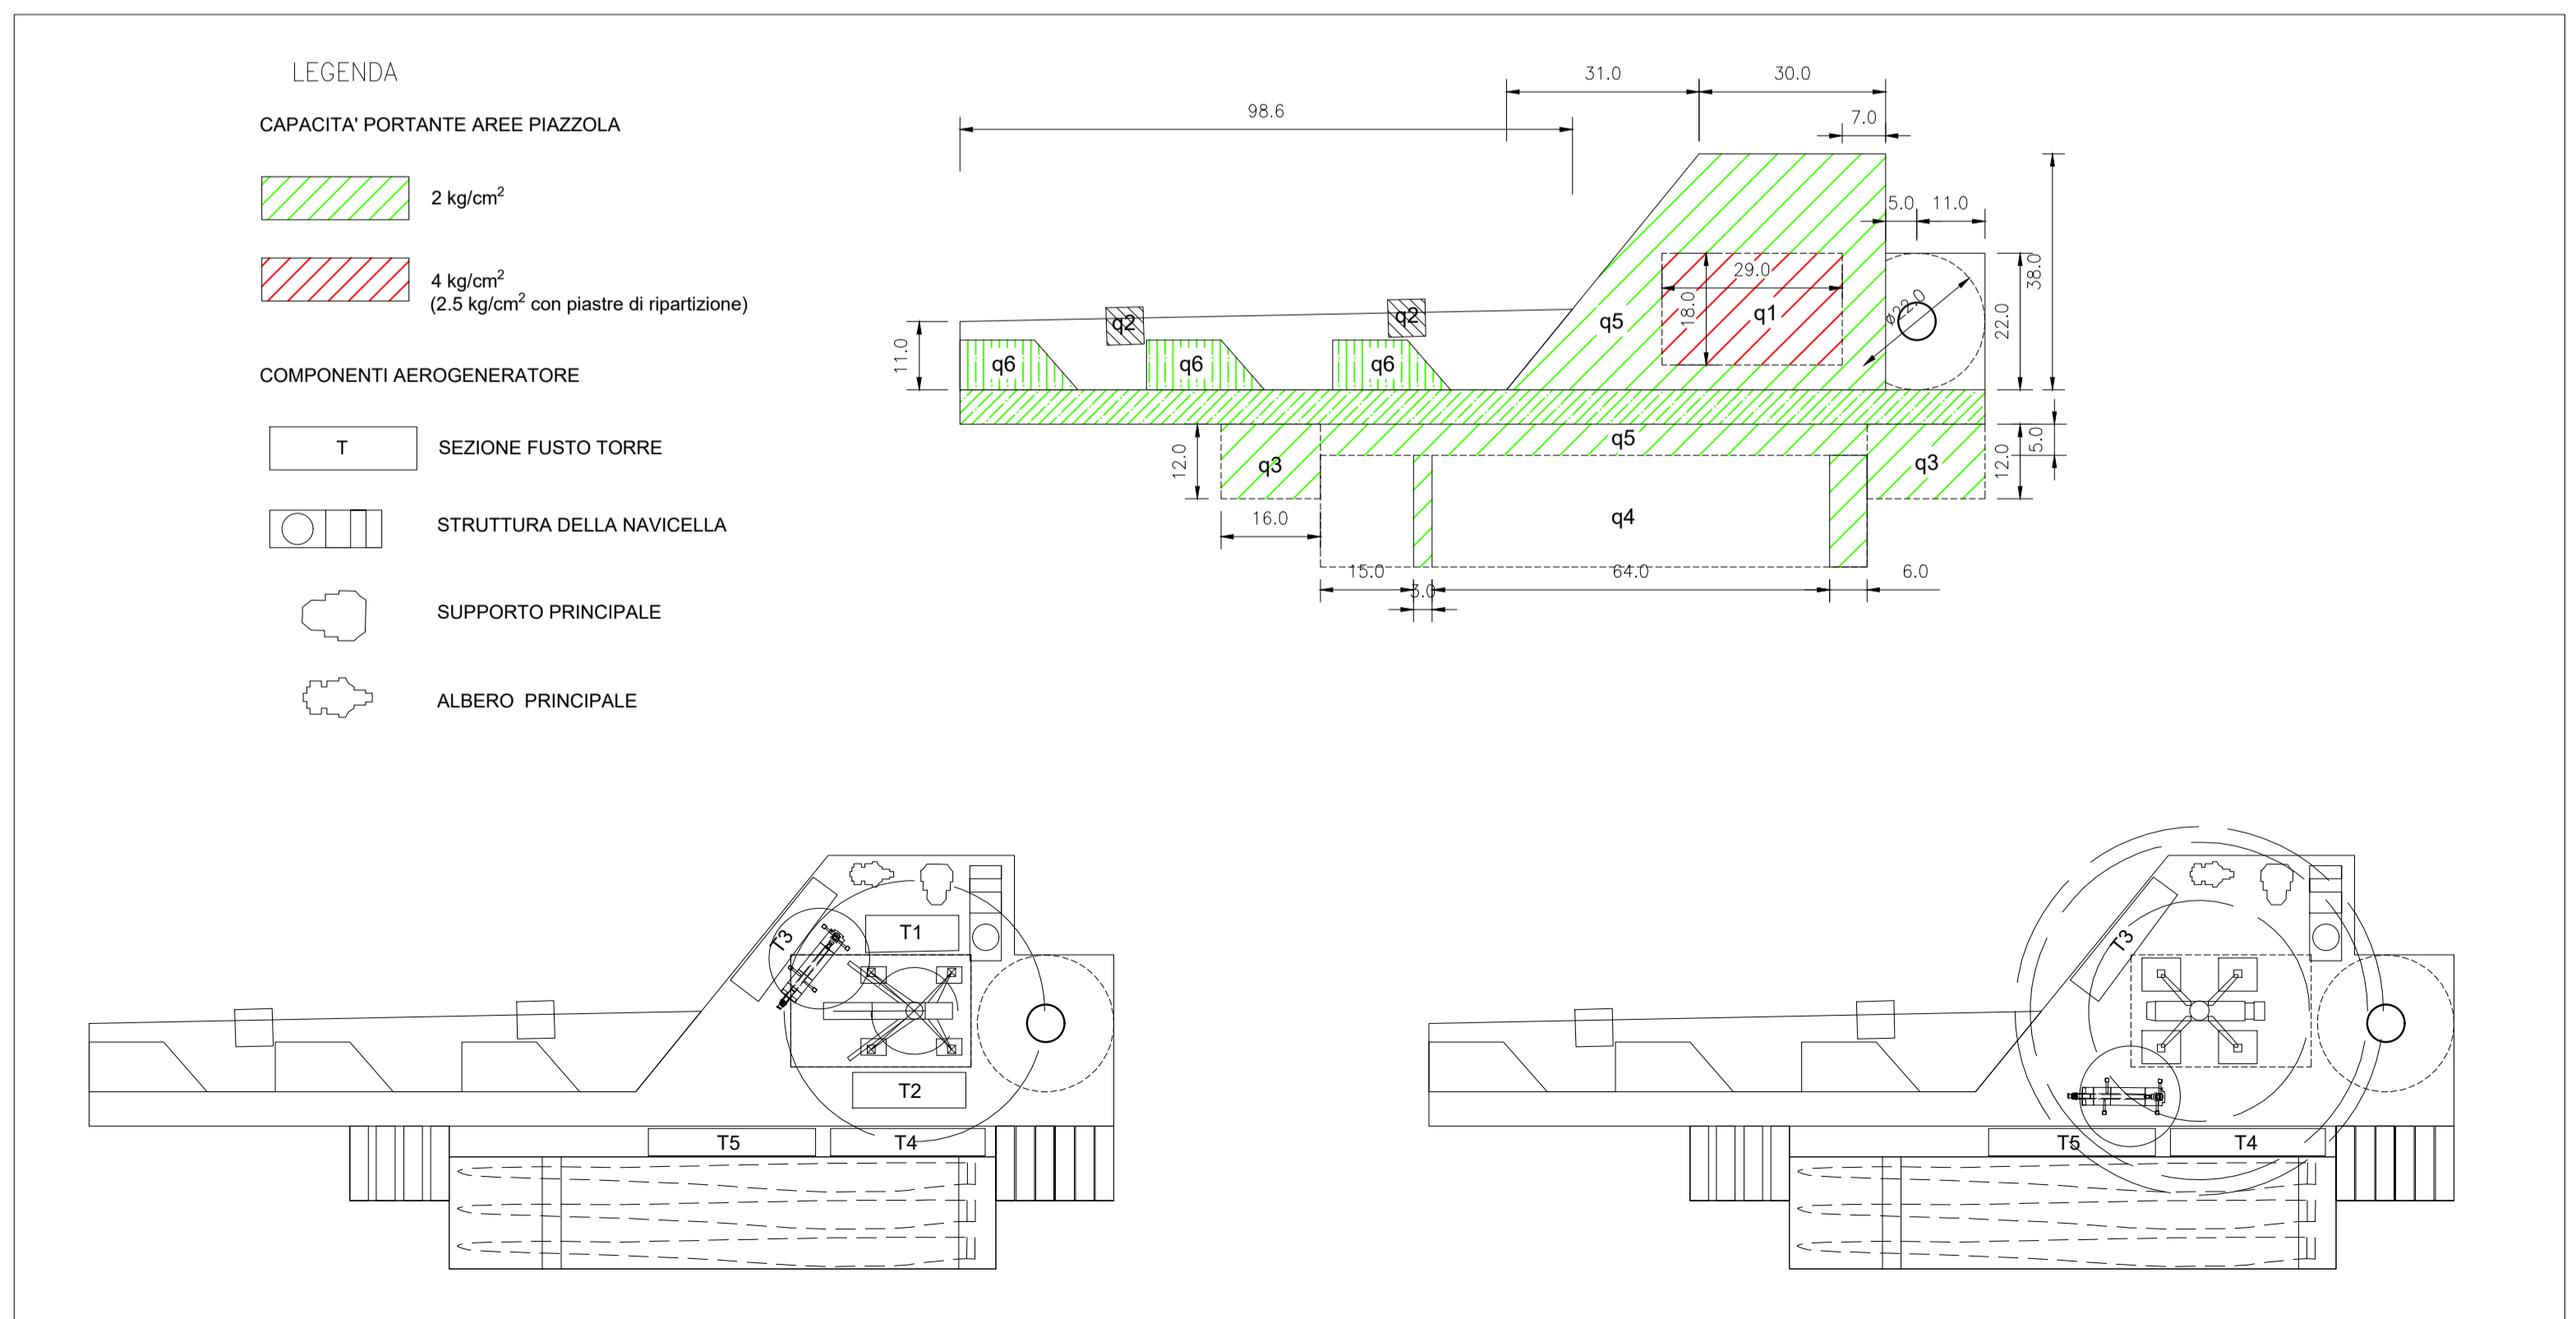 LEGENDA
CAPACITA' PORTANTE AREE PIAZZOLA
2 kg/cm²
4 kg/cm²
(2.5 kg/cm² con piastre di ripartizione)
COMPONENTI AEROGENERATORE
T
SEZIONE FUSTO TORRE
STRUTTURA DELLA NAVICELLA
SUPPORTO PRINCIPALE
ALBERO PRINCIPALE
31.0
30.0
98.6
7.0
5.0
11.0
38.0
29.0
18.0
q1
ø22.0
22.0
q2
q2
q5
11.0
q6
q6
q6
q5
5.0
12.0
q3
q3
12.0
16.0
q4
15.0
3.0
64.0
6.0
T3
T1
T2
T5
T4
T3
T5
T4